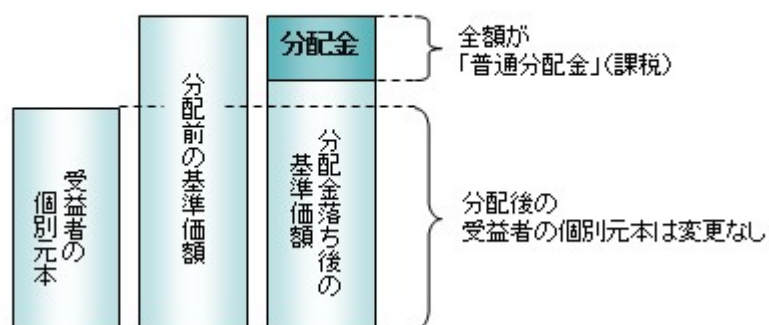 受益者の
個別元本
分配前の基準価額
分配金
分配金落ち後の
基準価額
全額が
「普通分配金」(課税)
分配後の
受益者の個別元本は変更なし